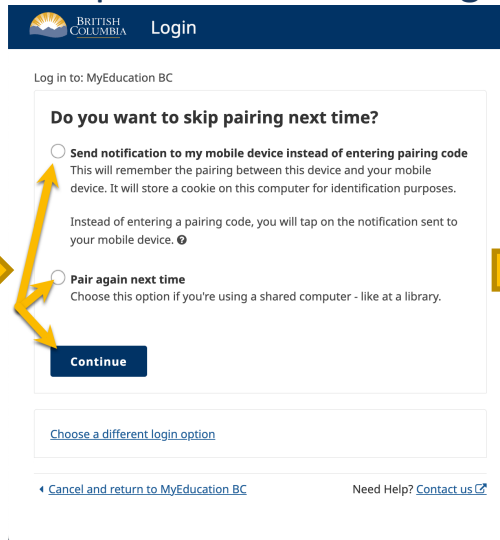 BRITISH
COLUMBIA
Login
Log in to: MyEducation BC
Do you want to skip pairing next time?
Send notification to my mobile device instead of entering pairing code
This will remember the pairing between this device and your mobile
device. It will store a cookie on this computer for identification purposes.
Instead of entering a pairing code, you will tap on the notification sent to
your mobile device. ?
Pair again next time
Choose this option if you're using a shared computer - like at a library.
Continue
Choose a different login option
Cancel and return to MyEducation BC
Need Help? Contact us